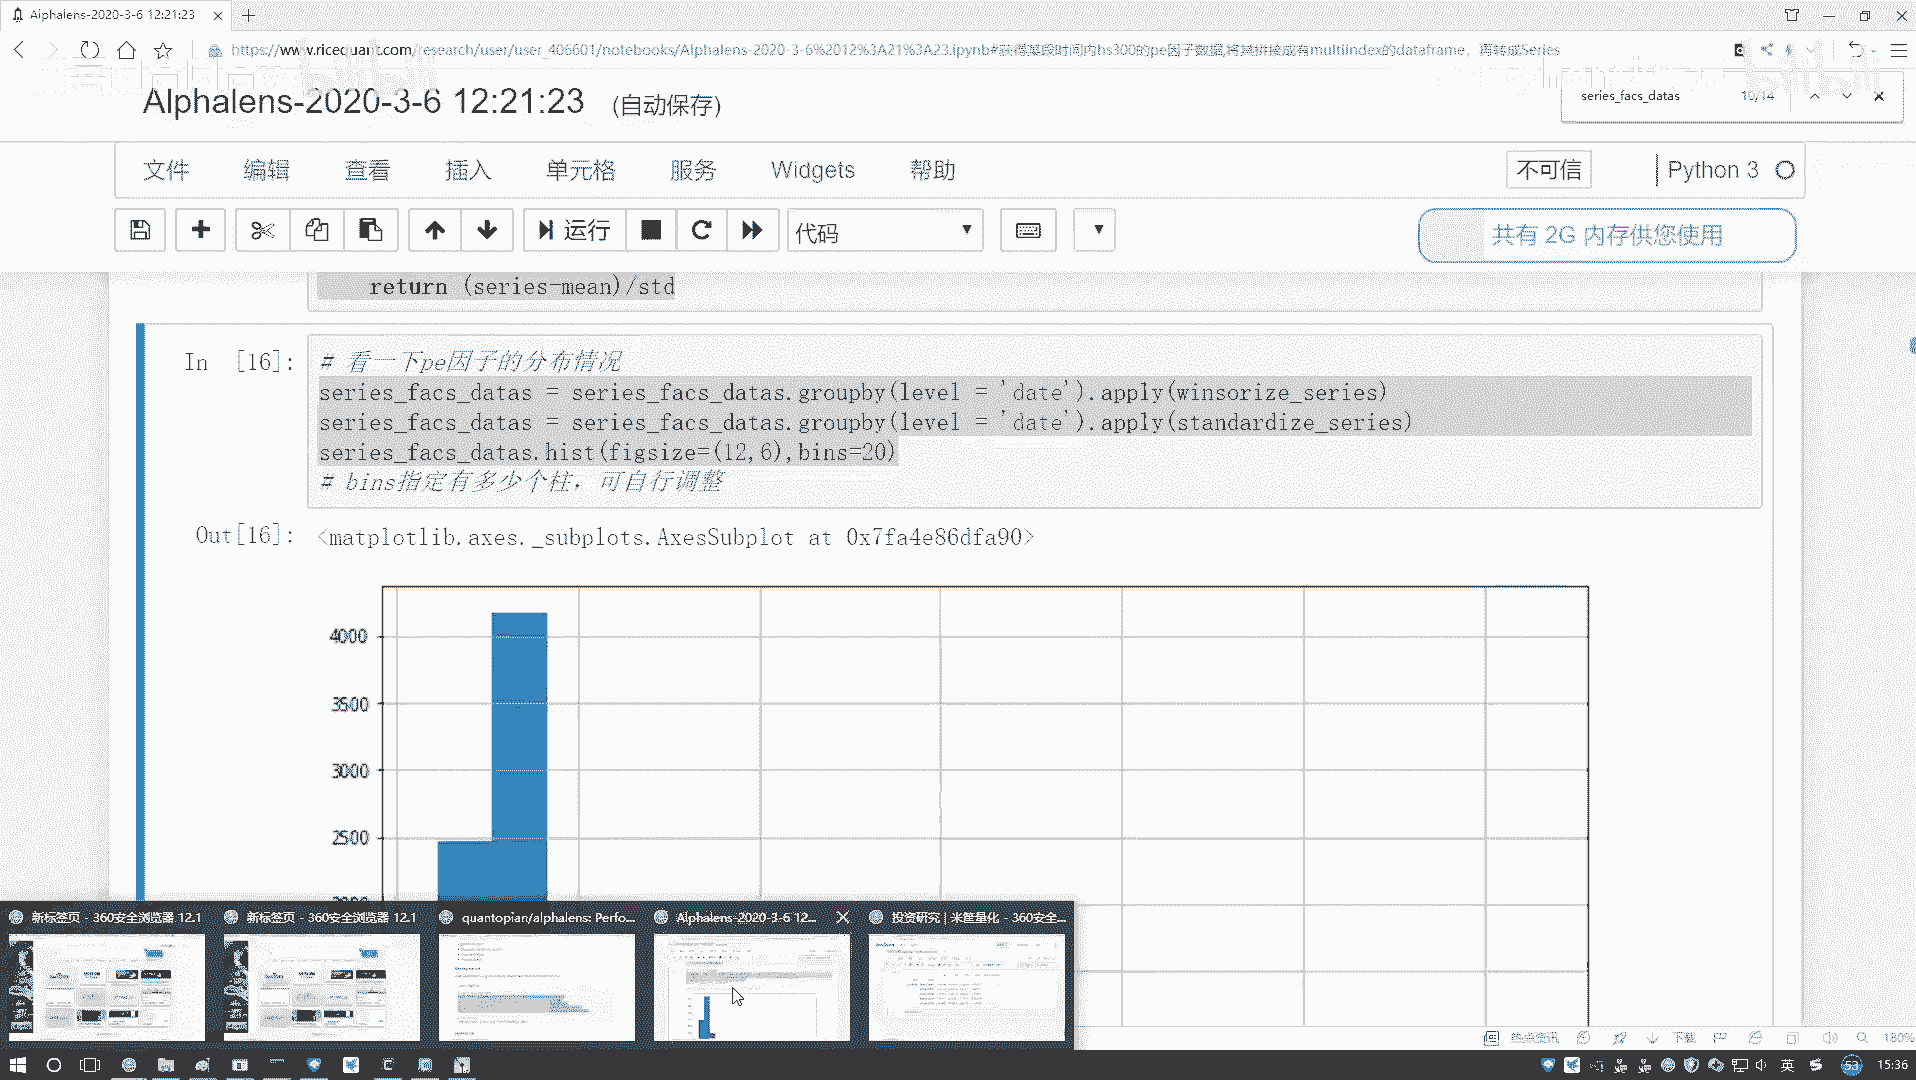 Alphalens-2020-3-6 12:21:23
https://www.ricequant.com/research/user/user_406601/notebooks/Alphalens-2020-3-6%2012%3A21%3A23.ipynb#获得某段时间内hs300的pe因子数据,将其拼接成有multiindex的dataframe，再转成Series
Alphalens-2020-3-6 12:21:23 (自动保存)
series_facs_datas 10/14
文件 编辑 查看 插入 单元格 服务 Widgets 帮助 不可信 Python 3
运行 代码 共有 2G 内存供您使用
return (series-mean)/std
In [16]:
# 看一下pe因子的分布情况
series_facs_datas = series_facs_datas.groupby(level = 'date').apply(winsorize_series)
series_facs_datas = series_facs_datas.groupby(level = 'date').apply(standardize_series)
series_facs_datas.hist(figsize=(12,6),bins=20)
# bins指定有多少个柱，可自行调整
Out[16]: <matplotlib.axes._subplots.AxesSubplot at 0x7fa4e86dfa90>
4000
3500
3000
2500
新标签页 - 360安全浏览器 12.1 新标签页 - 360安全浏览器 12.1 quantopian/alphalens: Perfo... Alphalens-2020-3-6 12... 投资研究 | 米筐量化 - 360安全...
热点资讯 下载 180%
英 53 15:36